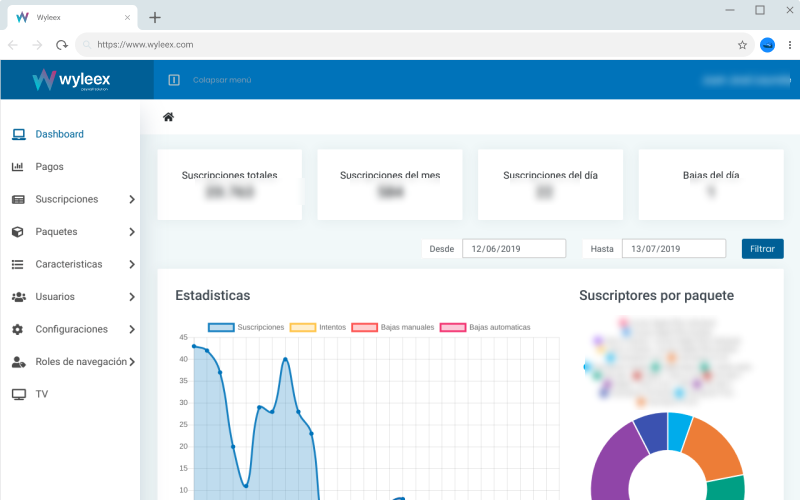 Wyleex
https://www.wyleex.com
wyleex
paywall solution
Colapsar menú
Dashboard
Pagos
Suscripciones
Paquetes
Caracteristicas
Usuarios
Configuraciones
Roles de navegación
TV
Suscripciones totales
Suscripciones del mes
Suscripciones del día
Bajas del día
Desde
12/06/2019
Hasta
13/07/2019
Filtrar
Estadisticas
Suscriptores por paquete
Suscripciones
Intentos
Bajas manuales
Bajas automaticas
45
40
35
30
25
20
15
10